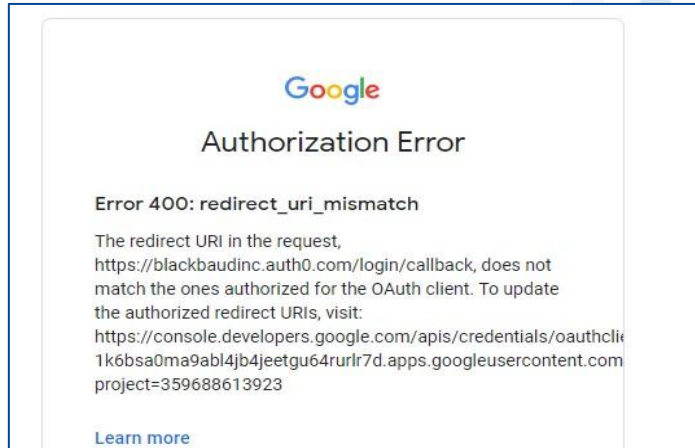 Google
Authorization Error
Error 400: redirect_uri_mismatch
The redirect URI in the request,
https://blackbaudinc.auth0.com/login/callback, does not
match the ones authorized for the OAuth client. To update
the authorized redirect URIs, visit:
https://console.developers.google.com/apis/credentials/oauthclie
1k6bsa0ma9abl4jb4jeetgu64rurlr7d.apps.googleusercontent.com
project=359688613923
Learn more